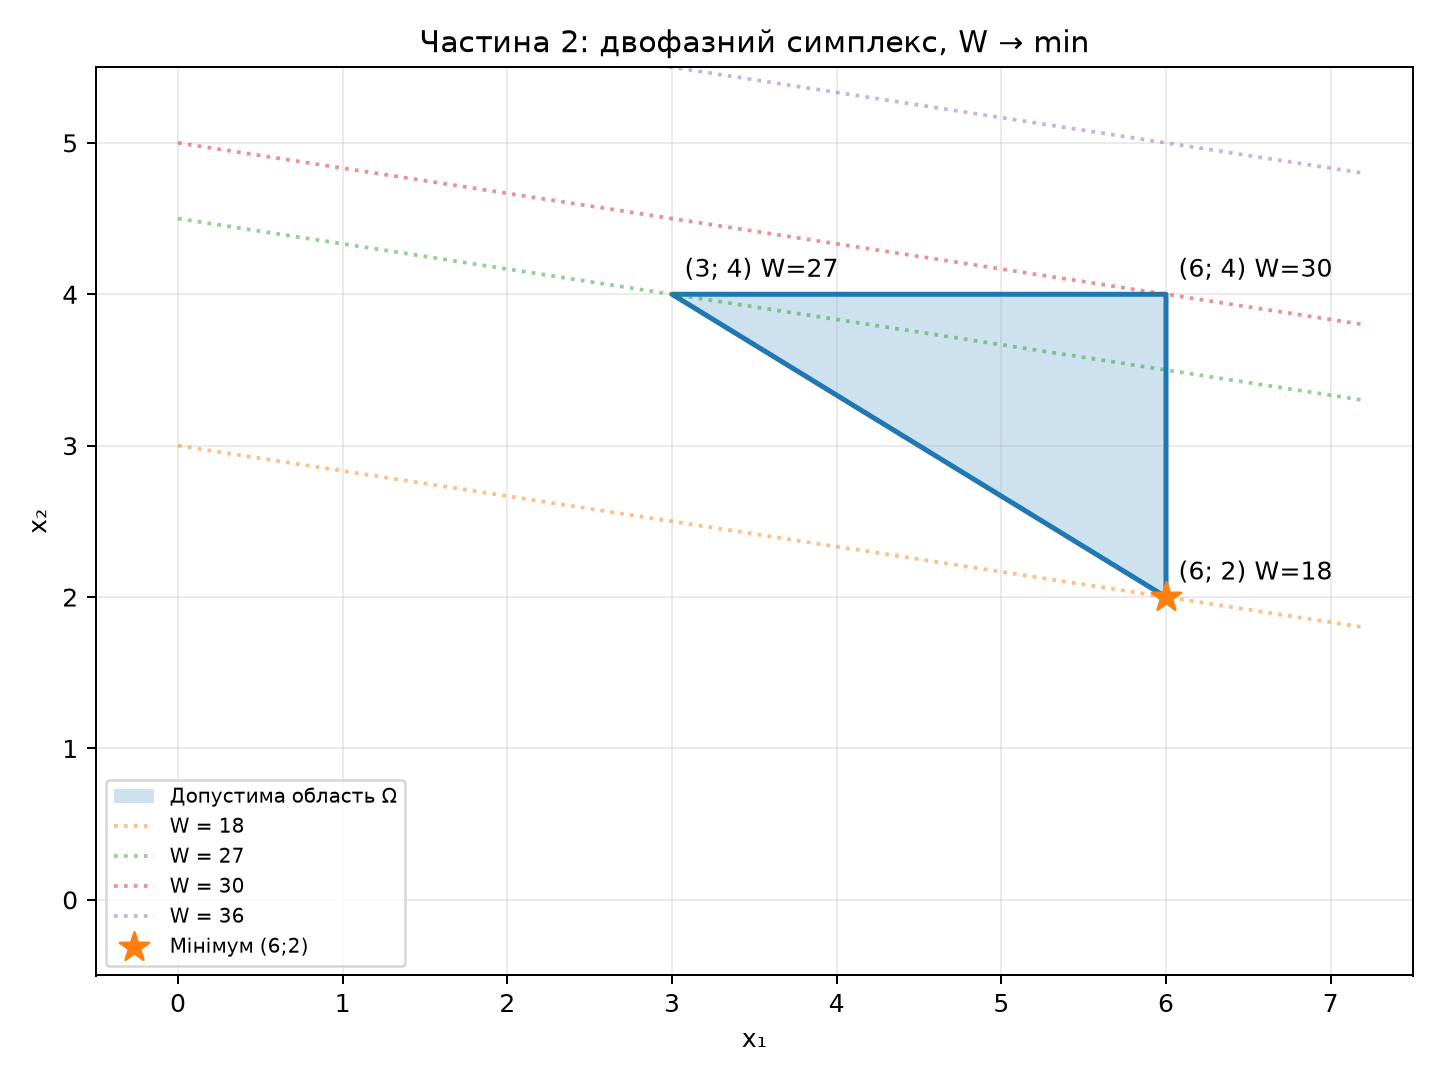 Частина 2: двофазний симплекс, W → min
5
4
3
2
1
0
x₂
(3; 4) W=27
(6; 4) W=30
(6; 2) W=18
Допустима область Ω
W = 18
W = 27
W = 30
W = 36
Мінімум (6;2)
0 1 2 3 4 5 6 7
x₁